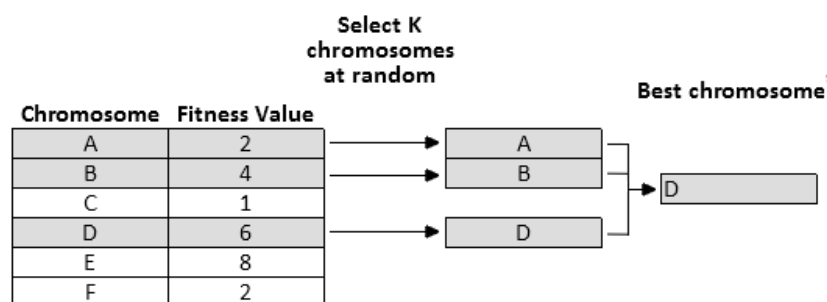 Select K
chromosomes
at random
Best chromosome
Chromosome Fitness Value
A 2 A
B 4 B
D
C 1
D 6 D
E 8
F 2